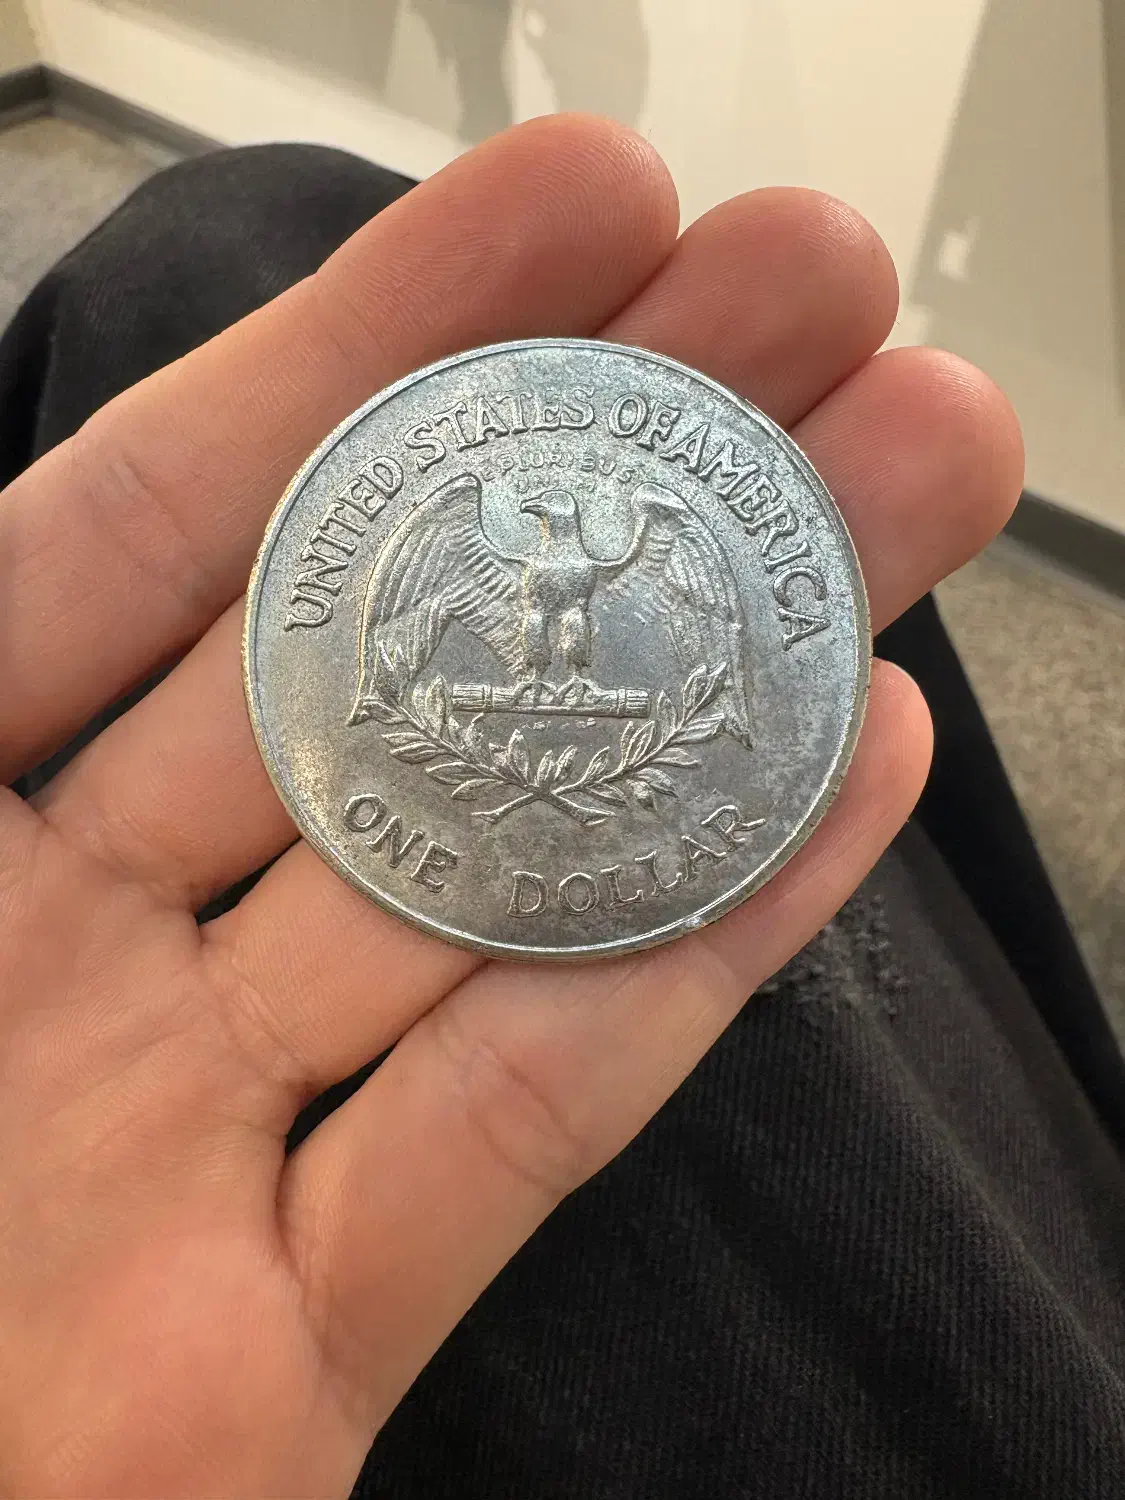 UNITED STATES OF AMERICA
E PLURIBUS
UNUM
ONE DOLLAR